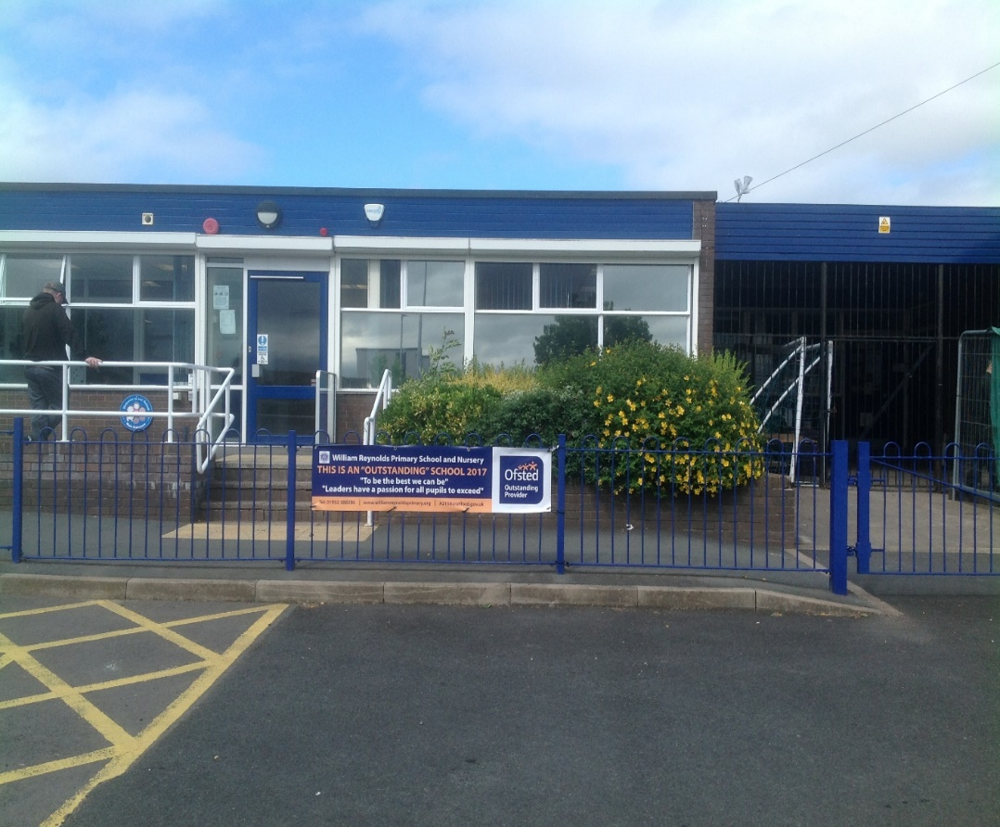 William Reynolds Primary School and Nursery
THIS IS AN "OUTSTANDING" SCHOOL 2017
"To be the best we can be"
"Leaders have a passion for all pupils to exceed"
Ofsted
Outstanding
Provider